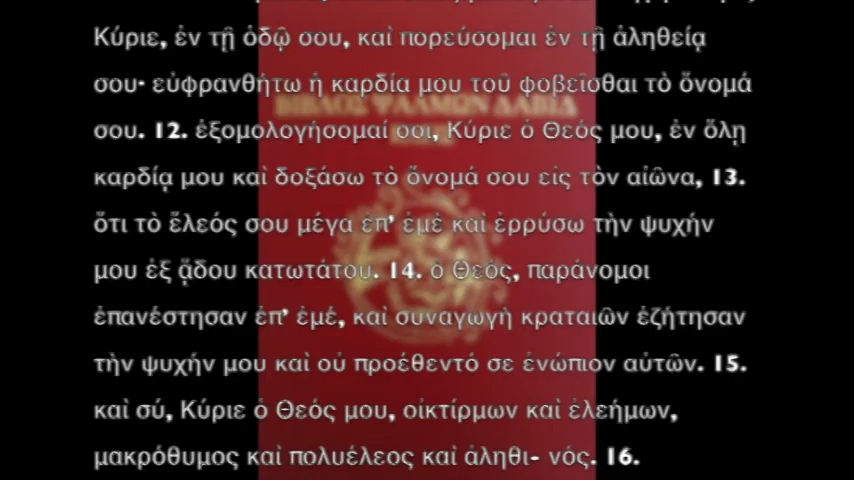 Κύριε, ἐν τῇ ὁδῷ σου, καὶ πορεύσομαι ἐν τῇ ἀληθείᾳ
σου· εὐφρανθήτω ἡ καρδία μου τοῦ φοβεῖσθαι τὸ ὄνομά
σου. 12. ἐξομολογήσομαί σοι, Κύριε ὁ Θεός μου, ἐν ὅλῃ
καρδίᾳ μου καὶ δοξάσω τὸ ὄνομά σου εἰς τὸν αἰῶνα, 13.
ὅτι τὸ ἔλεός σου μέγα ἐπ' ἐμὲ καὶ ἐρρύσω τὴν ψυχήν
μου ἐξ ᾅδου κατωτάτου. 14. ὁ Θεός, παράνομοι
ἐπανέστησαν ἐπ' ἐμέ, καὶ συναγωγὴ κραταιῶν ἐζήτησαν
τὴν ψυχήν μου καὶ οὐ προέθεντό σε ἐνώπιον αὐτῶν. 15.
καὶ σύ, Κύριε ὁ Θεός μου, οἰκτίρμων καὶ ἐλεήμων,
μακρόθυμος καὶ πολυέλεος καὶ ἀληθι- νός. 16.
ΒΙΒΛΟΣ ΨΑΛΜΩΝ ΔΑΒΙΔ